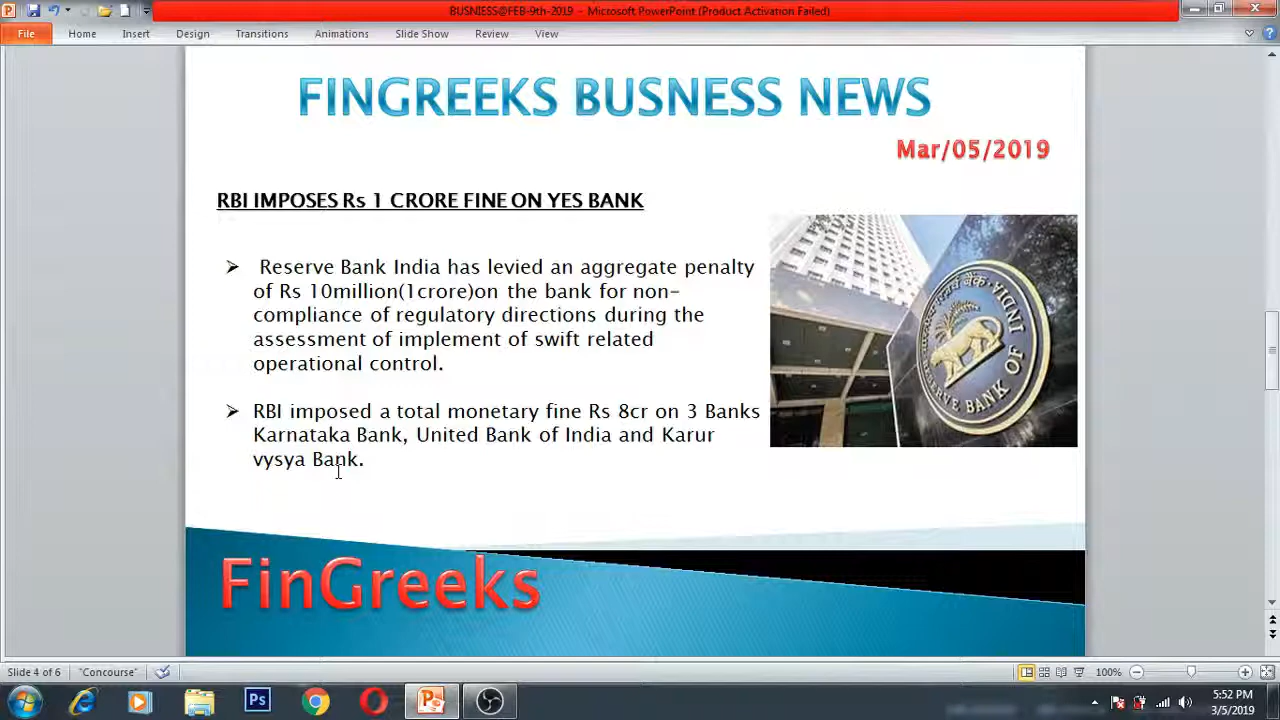 BUSNIESS@FEB-9th-2019 - Microsoft PowerPoint (Product Activation Failed)
File Home Insert Design Transitions Animations Slide Show Review View
FINGREEKS BUSNESS NEWS
Mar/05/2019
RBI IMPOSES Rs 1 CRORE FINE ON YES BANK
Reserve Bank India has levied an aggregate penalty
of Rs 10million(1crore)on the bank for non-
compliance of regulatory directions during the
assessment of implement of swift related
operational control.
RBI imposed a total monetary fine Rs 8cr on 3 Banks
Karnataka Bank, United Bank of India and Karur
vysya Bank.
RESERVE BANK OF INDIA
FinGreeks
Slide 4 of 6 "Concourse" 100%
Ps
5:52 PM
3/5/2019